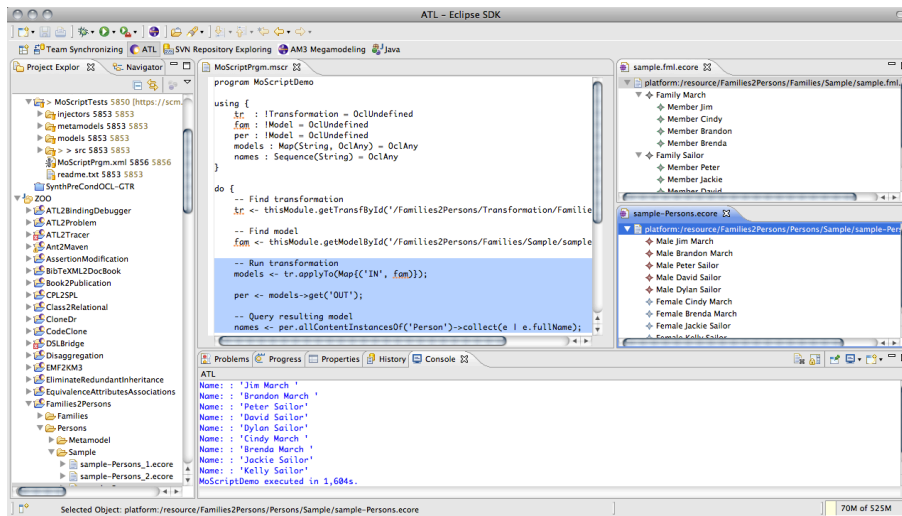 ATL - Eclipse SDK
Team Synchronizing ATL SVN Repository Exploring AM3 Megamodeling Java
Project Explor Navigator
> MoScriptTests 5850 [https://scm.
injectors 5853 5853
metamodels 5853 5853
models 5853 5853
> > src 5853 5853
MoScriptPrgm.xml 5856 5856
readme.txt 5853 5853
SynthPreCondOCL-GTR
ZOO
ATL2BindingDebugger
ATL2Problem
ATL2Tracer
Ant2Maven
AssertionModification
BibTeXML2DocBook
Book2Publication
CPL2SPL
Class2Relational
CloneDr
CodeClone
DSLBridge
Disaggregation
EMF2KM3
EliminateRedundantInheritance
EquivalenceAttributesAssociations
Families2Persons
Families
Persons
Metamodel
Sample
sample-Persons_1.ecore
sample-Persons_2.ecore
MoScriptPrgm.mscr
program MoScriptDemo
using {
tr : !Transformation = OclUndefined
fam : !Model = OclUndefined
per : !Model = OclUndefined
models : Map(String, OclAny) = OclAny
names : Sequence(String) = OclAny
}
do {
-- Find transformation
tr <- thisModule.getTransfById('/Families2Persons/Transformation/Familie
-- Find model
fam <- thisModule.getModelById('/Families2Persons/Families/Sample/sample
-- Run transformation
models <- tr.applyTo(Map{('IN', fam)});
per <- models->get('OUT');
-- Query resulting model
names <- per.allContentInstancesOf('Person')->collect(e | e.fullName);
sample.fml.ecore
platform:/resource/Families2Persons/Families/Sample/sample.fml.
Family March
Member Jim
Member Cindy
Member Brandon
Member Brenda
Family Sailor
Member Peter
Member Jackie
Member David
sample-Persons.ecore
platform:/resource/Families2Persons/Persons/Sample/sample-Pers
Male Jim March
Male Brandon March
Male Peter Sailor
Male David Sailor
Male Dylan Sailor
Female Cindy March
Female Brenda March
Female Jackie Sailor
Female Kelly Sailor
Problems Progress Properties History Console
ATL
Name: : 'Jim March '
Name: : 'Brandon March '
Name: : 'Peter Sailor'
Name: : 'David Sailor'
Name: : 'Dylan Sailor'
Name: : 'Cindy March '
Name: : 'Brenda March '
Name: : 'Jackie Sailor'
Name: : 'Kelly Sailor'
MoScriptDemo executed in 1,604s.
Selected Object: platform:/resource/Families2Persons/Persons/Sample/sample-Persons.ecore
70M of 525M